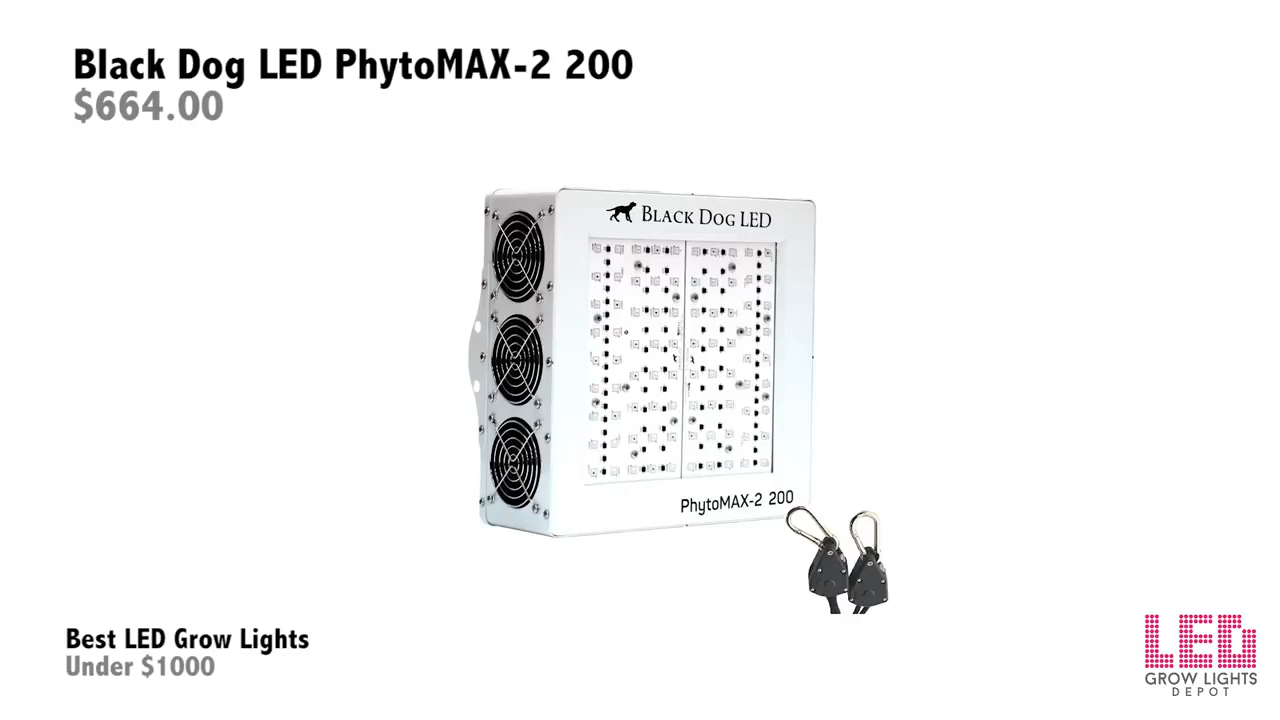 Black Dog LED PhytoMAX-2 200
$664.00
BLACK DOG LED
PhytoMAX-2 200
Best LED Grow Lights
Under $1000
LED
GROW LIGHTS
DEPOT